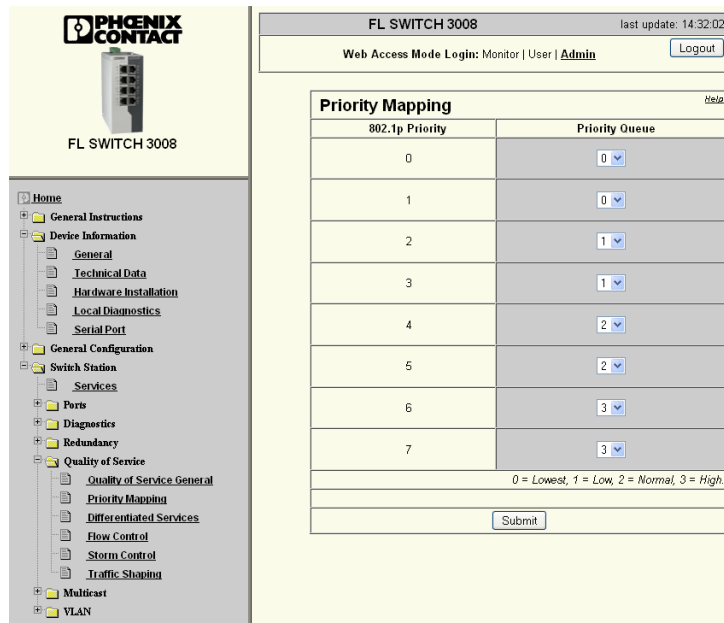 PHŒNIX
CONTACT
FL SWITCH 3008
Home
General Instructions
Device Information
General
Technical Data
Hardware Installation
Local Diagnostics
Serial Port
General Configuration
Switch Station
Services
Ports
Diagnostics
Redundancy
Quality of Service
Quality of Service General
Priority Mapping
Differentiated Services
Flow Control
Storm Control
Traffic Shaping
Multicast
VLAN
FL SWITCH 3008 last update: 14:32:02
Web Access Mode Login: Monitor | User | Admin Logout
Priority Mapping Help
802.1p Priority Priority Queue
0 0
1 0
2 1
3 1
4 2
5 2
6 3
7 3
0 = Lowest, 1 = Low, 2 = Normal, 3 = High.
Submit